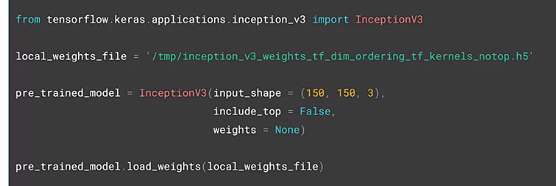 from tensorflow.keras.applications.inception_v3 import InceptionV3
local_weights_file = '/tmp/inception_v3_weights_tf_dim_ordering_tf_kernels_notop.h5'
pre_trained_model = InceptionV3(input_shape = (150, 150, 3),
include_top = False,
weights = None)
pre_trained_model.load_weights(local_weights_file)